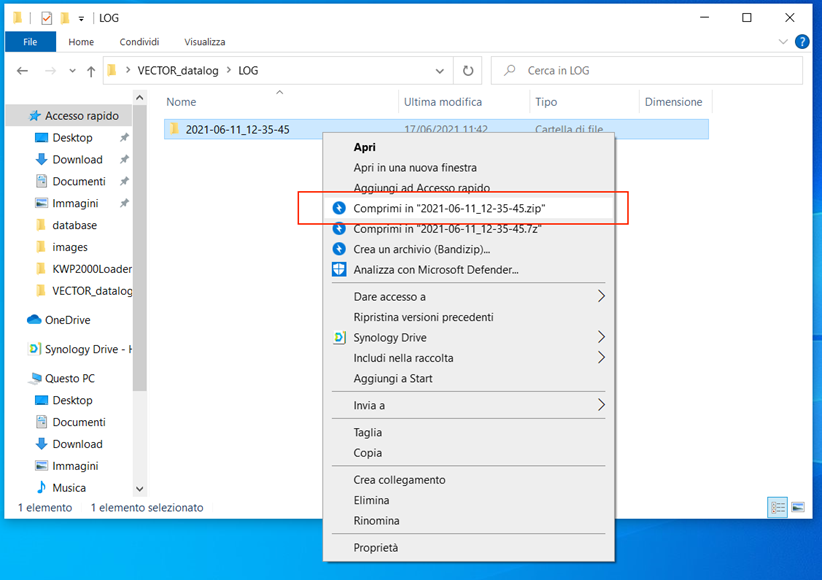 LOG
File Home Condividi Visualizza
VECTOR_datalog LOG
Cerca in LOG
Nome Ultima modifica Tipo Dimensione
2021-06-11_12-35-45 17/06/2021 11:42 Cartella di file
Accesso rapido
Desktop
Download
Documenti
Immagini
database
images
KWP2000Loader
VECTOR_datalog
OneDrive
Synology Drive - H
Questo PC
Desktop
Documenti
Download
Immagini
Musica
Apri
Apri in una nuova finestra
Aggiungi ad Accesso rapido
Comprimi in "2021-06-11_12-35-45.zip"
Comprimi in "2021-06-11_12-35-45.7z"
Crea un archivio (Bandizip)...
Analizza con Microsoft Defender...
Dare accesso a
Ripristina versioni precedenti
Synology Drive
Includi nella raccolta
Aggiungi a Start
Invia a
Taglia
Copia
Crea collegamento
Elimina
Rinomina
Proprietà
1 elemento 1 elemento selezionato